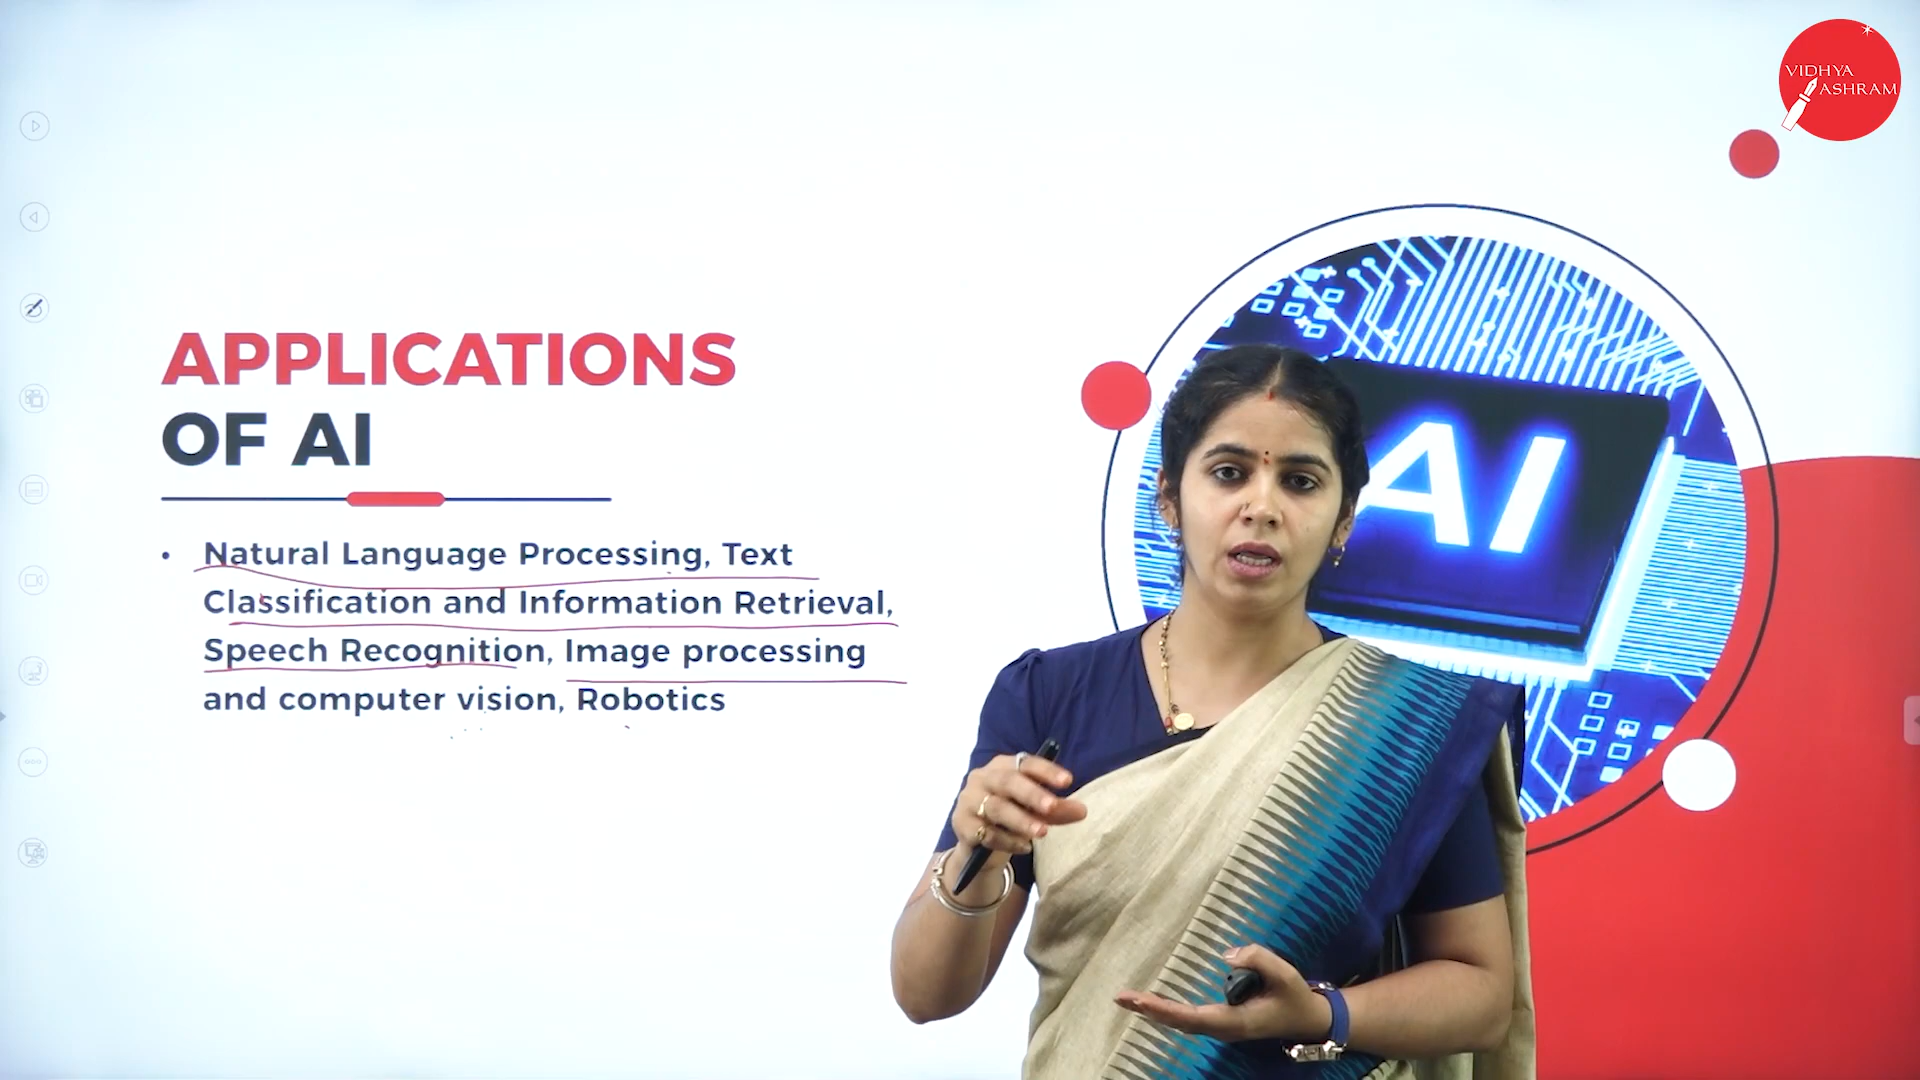 VIDHYA
ASHRAM
APPLICATIONS
OF AI
AI
• Natural Language Processing, Text
Classification and Information Retrieval,
Speech Recognition, Image processing
and computer vision, Robotics